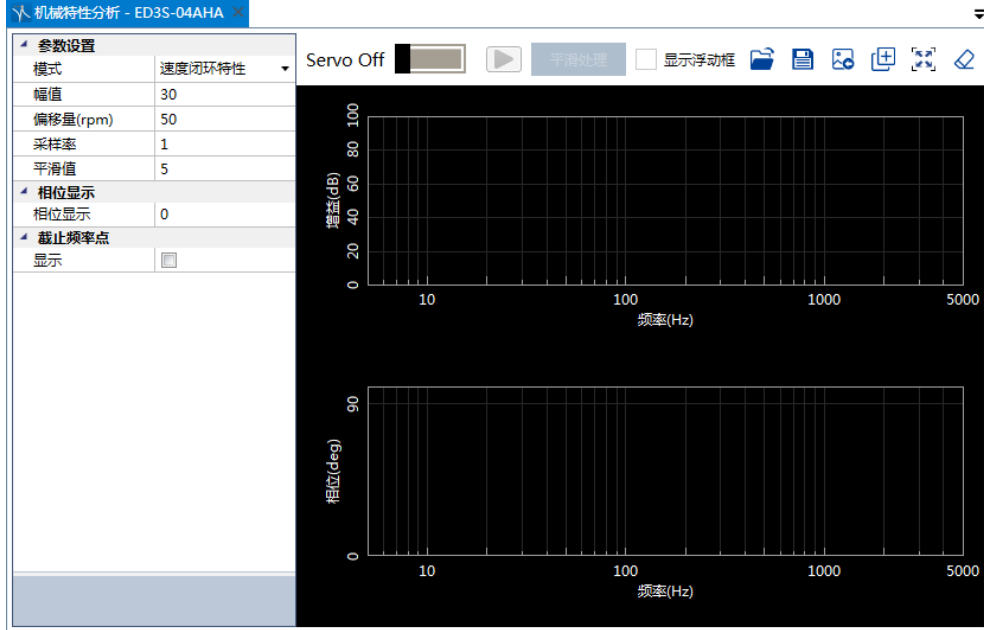 机械特性分析 - ED3S-04AHA ×
参数设置
模式 速度闭环特性
幅值 30
偏移量(rpm) 50
采样率 1
平滑值 5
相位显示
相位显示 0
截止频率点
显示
Servo Off 平滑处理 显示浮动框
增益(dB)
100
80
60
40
20
0
10 100 1000 5000
频率(Hz)
相位(deg)
90
0
10 100 1000 5000
频率(Hz)